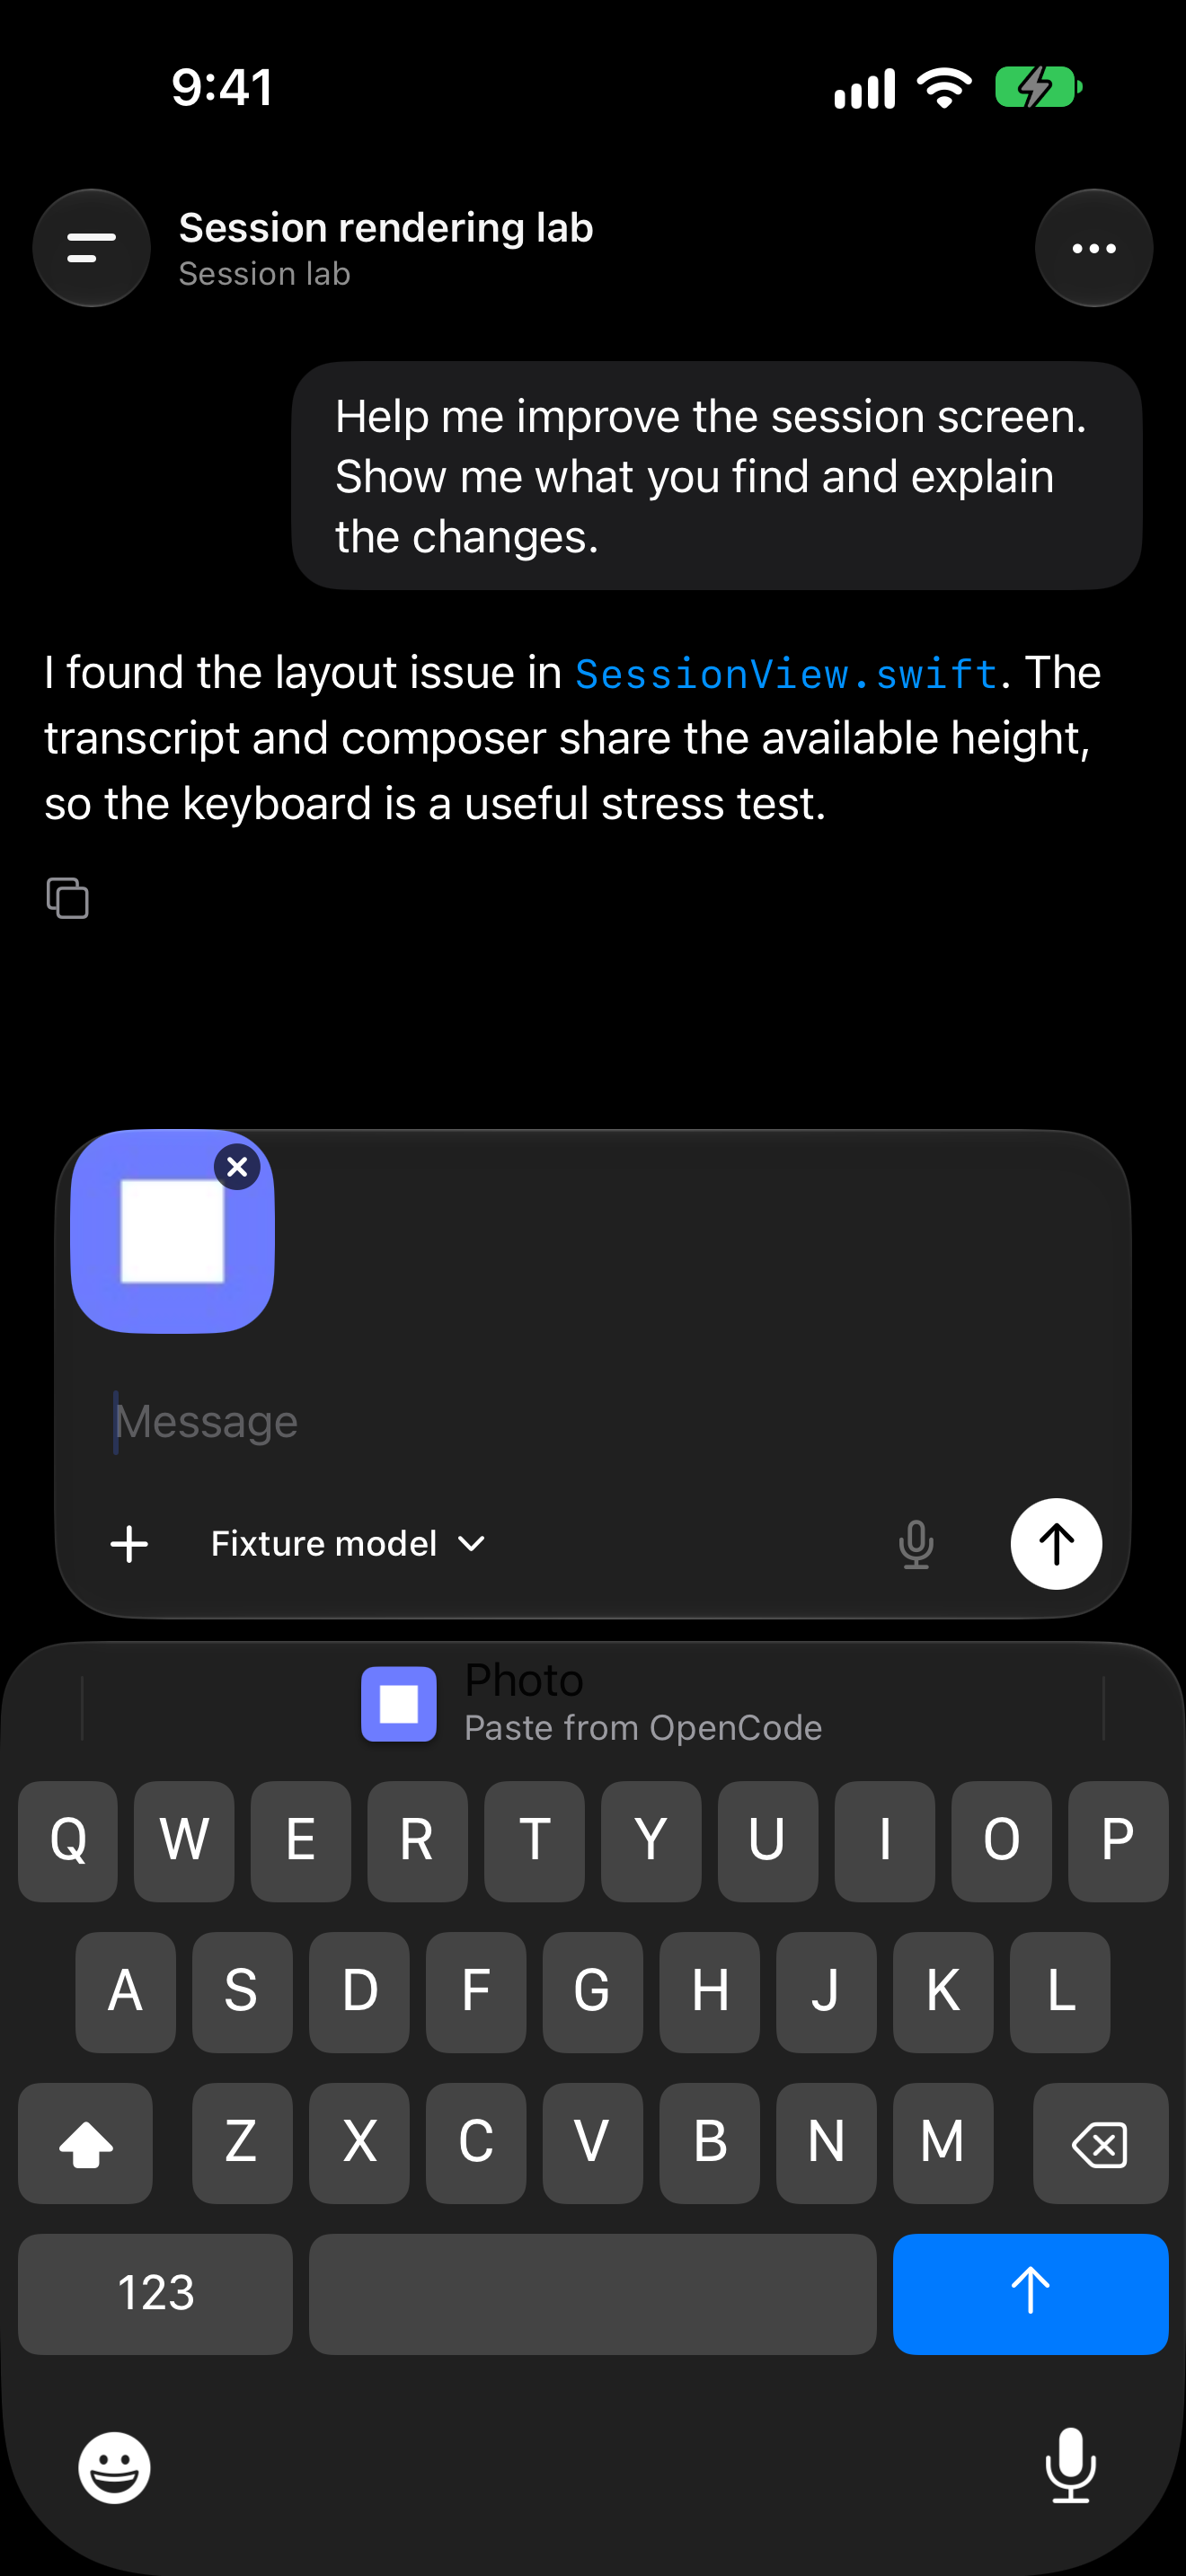 9:41
Session rendering lab
Session lab
Help me improve the session screen.
Show me what you find and explain
the changes.
I found the layout issue in SessionView.swift. The
transcript and composer share the available height,
so the keyboard is a useful stress test.
Message
Fixture model
Photo
Paste from OpenCode
Q W E R T Y U I O P
A S D F G H J K L
Z X C V B N M
123